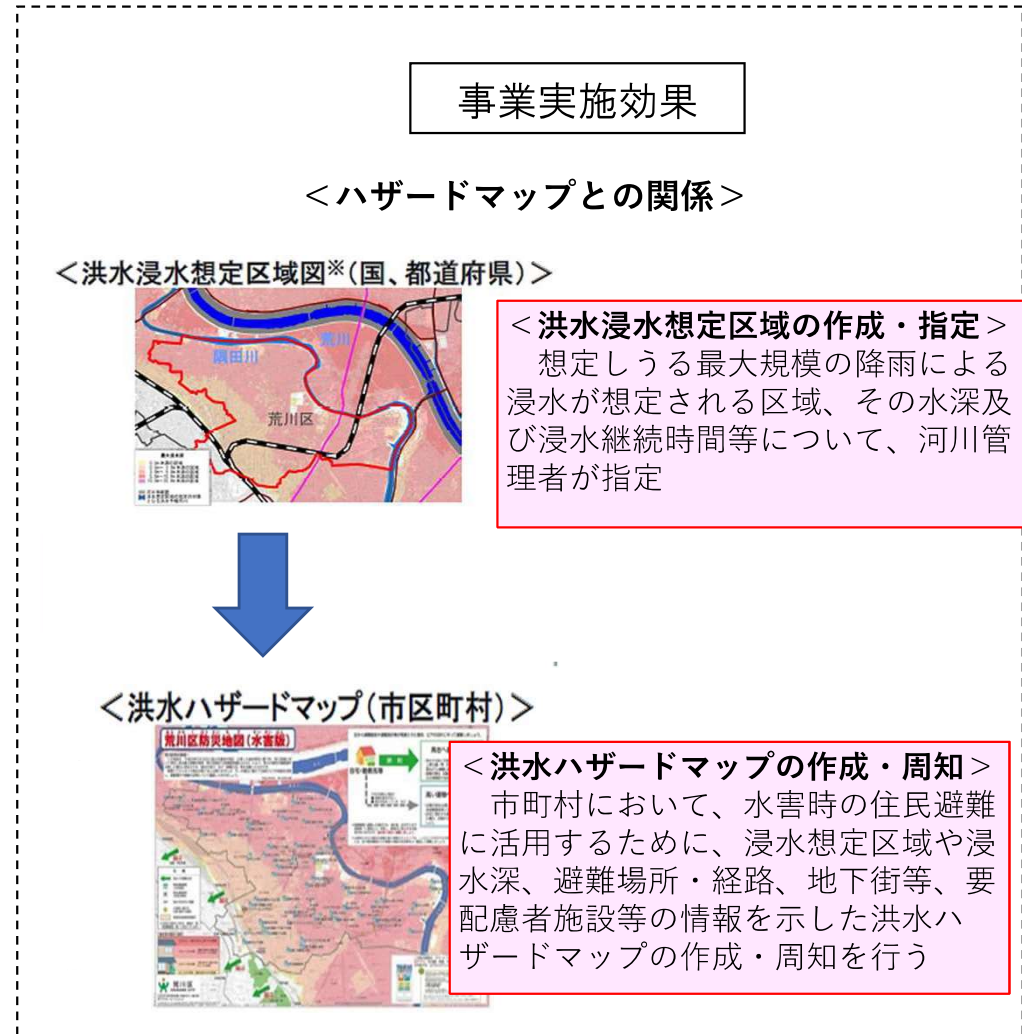 事業実施効果
＜ハザードマップとの関係＞
＜洪水浸水想定区域図※(国、都道府県)＞
荒川
隅田川
荒川区
＜洪水浸水想定区域の作成・指定＞
想定しうる最大規模の降雨による
浸水が想定される区域、その水深及
び浸水継続時間等について、河川管
理者が指定
＜洪水ハザードマップ(市区町村)＞
荒川区防災地図(水害版)
＜洪水ハザードマップの作成・周知＞
市町村において、水害時の住民避難
に活用するために、浸水想定区域や浸
水深、避難場所・経路、地下街等、要
配慮者施設等の情報を示した洪水ハ
ザードマップの作成・周知を行う
荒川区